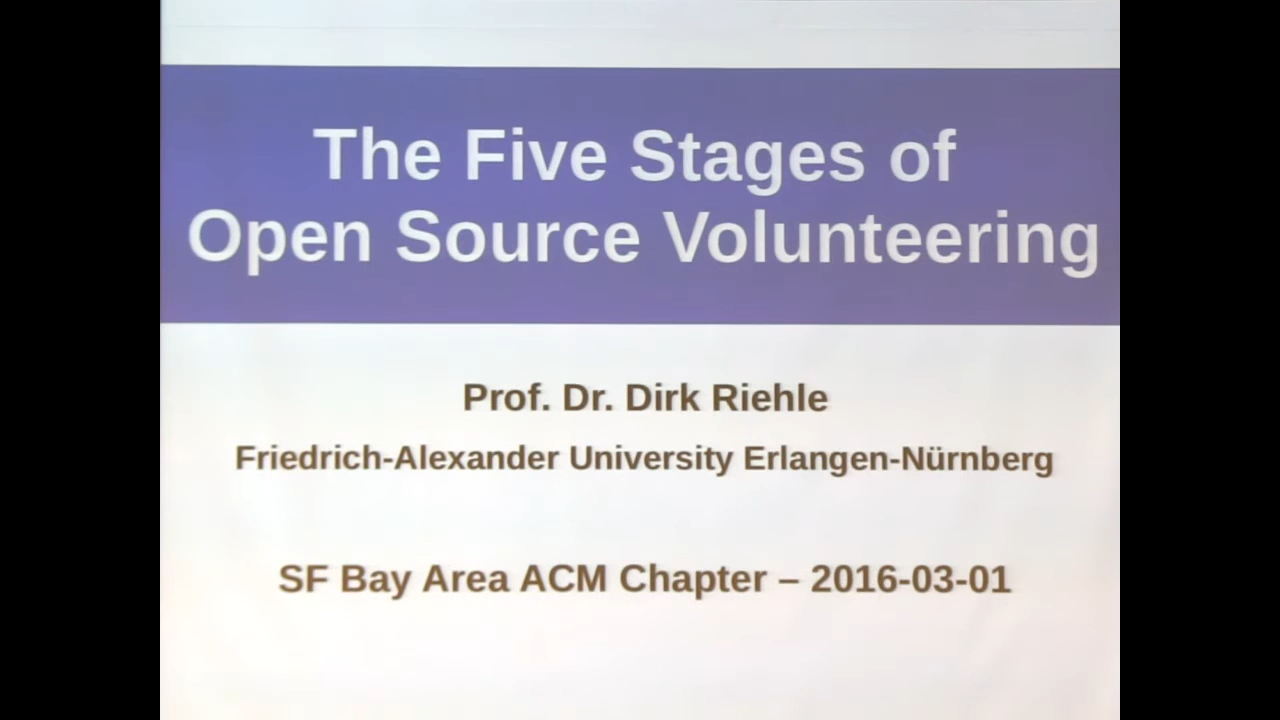 The Five Stages of
Open Source Volunteering
Prof. Dr. Dirk Riehle
Friedrich-Alexander University Erlangen-Nürnberg
SF Bay Area ACM Chapter – 2016-03-01